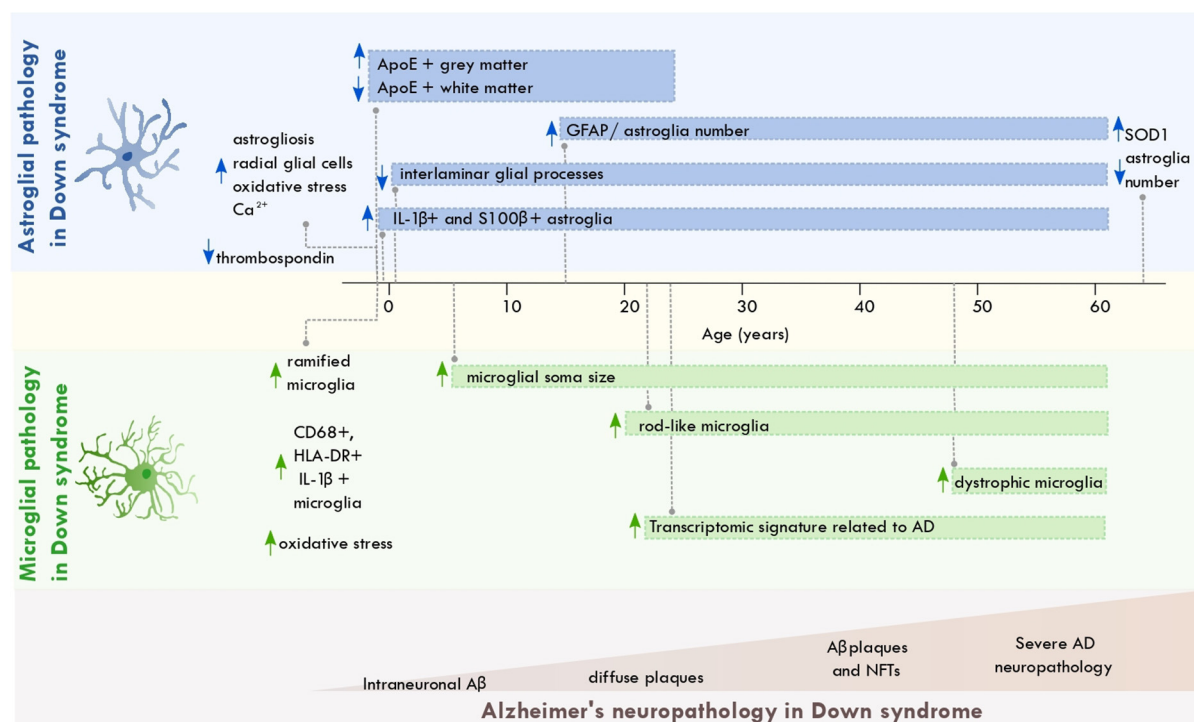 Astroglial pathology
in Down syndrome
ApoE + grey matter
ApoE + white matter
GFAP/ astroglia number
SOD1
astroglia
number
astrogliosis
radial glial cells
oxidative stress
Ca²⁺
interlaminar glial processes
IL-1β+ and S100β+ astroglia
thrombospondin
0 10 20 30 40 50 60
Age (years)
Microglial pathology
in Down syndrome
ramified
microglia
CD68+,
HLA-DR+
IL-1β +
microglia
oxidative stress
microglial soma size
rod-like microglia
dystrophic microglia
Transcriptomic signature related to AD
Intraneuronal Aβ
diffuse plaques
Aβplaques
and NFTs
Severe AD
neuropathology
Alzheimer's neuropathology in Down syndrome